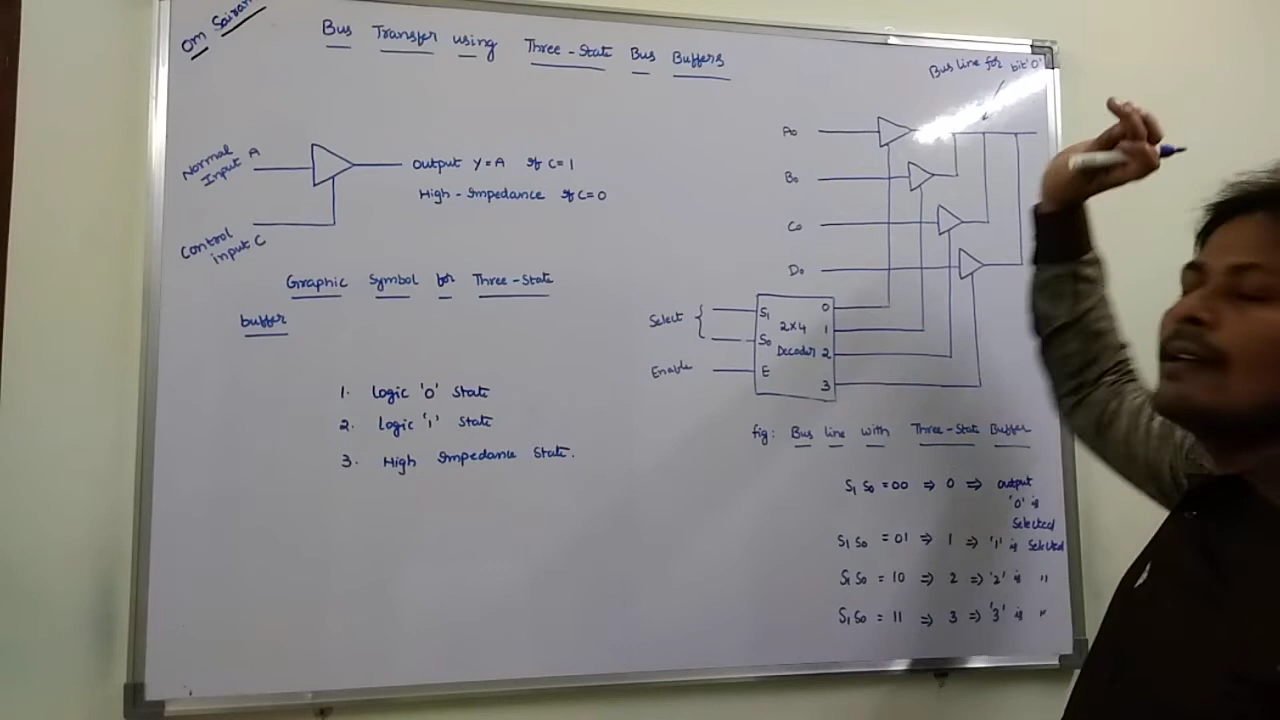 Om Sairam
Bus Transfer using Three-State Bus Buffers
Normal
Input A
Output Y=A If C=1
High-Impedance If C=0
Control
input C
Graphic Symbol for Three-State
buffer
1. Logic '0' State
2. Logic '1' State
3. High Impedance State.
Bus line for bit '0'
A0
B0
C0
D0
Select
Enable
S1
S0
E
2x4
Decoder
0
1
2
3
fig: Bus line with Three-State Buffer
S1 S0 = 00 ⇒ 0 ⇒ output
'0' is
Selected
S1 S0 = 01 ⇒ 1 ⇒ '1' is Selected
S1 S0 = 10 ⇒ 2 ⇒ '2' is "
S1 S0 = 11 ⇒ 3 ⇒ '3' is "